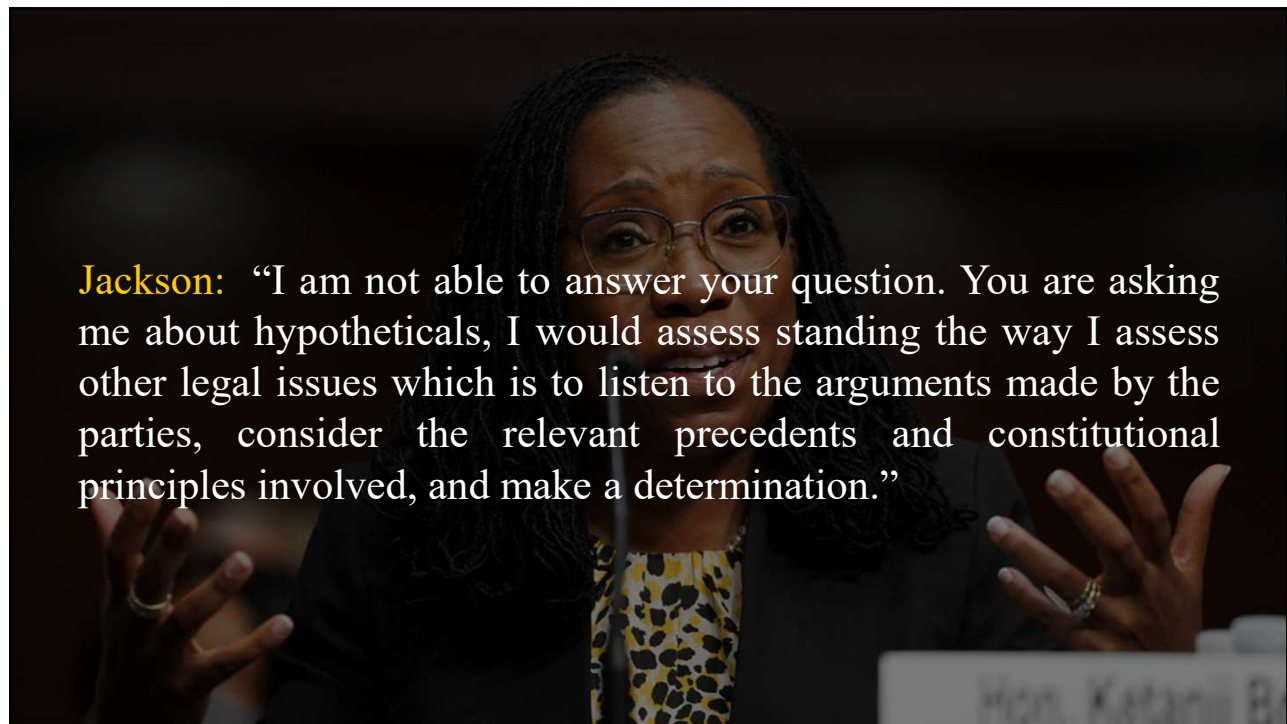 Jackson: “I am not able to answer your question. You are asking
me about hypotheticals, I would assess standing the way I assess
other legal issues which is to listen to the arguments made by the
parties, consider the relevant precedents and constitutional
principles involved, and make a determination.”
Hon. Ketanji B